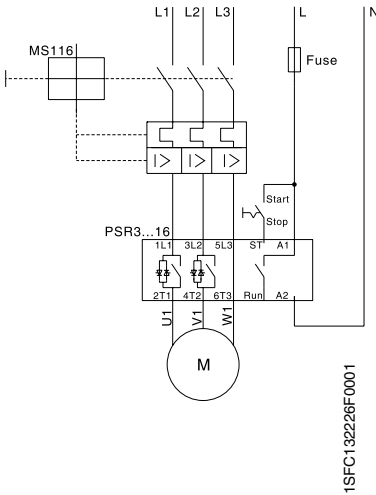 L1 L2 L3 L N
MS116
Fuse
I> I> I>
Start
Stop
PSR3...16
1L1 3L2 5L3 ST A1
2T1 4T2 6T3 Run A2
U1 V1 W1
M
1SFC132226F0001